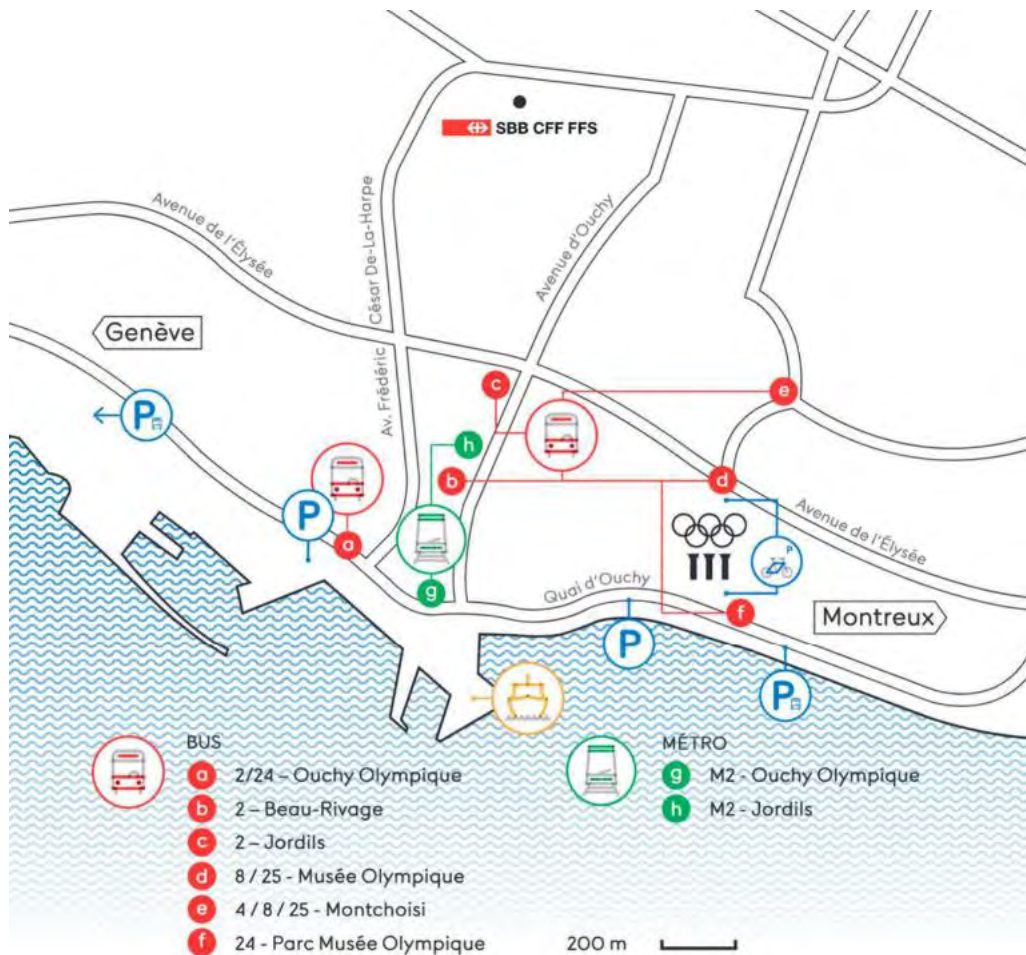 SBB CFF FFS
Avenue de l'Élysée
Av. Frédéric César De-La-Harpe
Avenue d'Ouchy
Genève
P
c
e
h
b
d
P
a
P
Avenue de l'Élysée
g
Quai d'Ouchy
f
Montreux
P
P
BUS
a 2/24 – Ouchy Olympique
b 2 – Beau-Rivage
c 2 – Jordils
d 8 / 25 - Musée Olympique
e 4 / 8 / 25 - Montchoisi
f 24 - Parc Musée Olympique
MÉTRO
g M2 - Ouchy Olympique
h M2 - Jordils
200 m